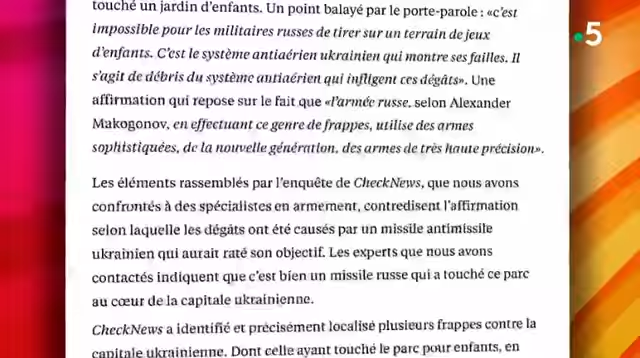 touché un jardin d'enfants. Un point balayé par le porte-parole : «c'est
impossible pour les militaires russes de tirer sur un terrain de jeux
d'enfants. C'est le système antiaérien ukrainien qui montre ses failles. Il
s'agit de débris du système antiaérien qui infligent ces dégâts». Une
affirmation qui repose sur le fait que «l'armée russe, selon Alexander
Makogonov, en effectuant ce genre de frappes, utilise des armes
sophistiquées, de la nouvelle génération, des armes de très haute précision».
Les éléments rassemblés par l'enquête de CheckNews, que nous avons
confrontés à des spécialistes en armement, contredisent l'affirmation
selon laquelle les dégâts ont été causés par un missile antimissile
ukrainien qui aurait raté son objectif. Les experts que nous avons
contactés indiquent que c'est bien un missile russe qui a touché ce parc
au cœur de la capitale ukrainienne.
CheckNews a identifié et précisément localisé plusieurs frappes contre la
capitale ukrainienne. Dont celle ayant touché le parc pour enfants, en
5